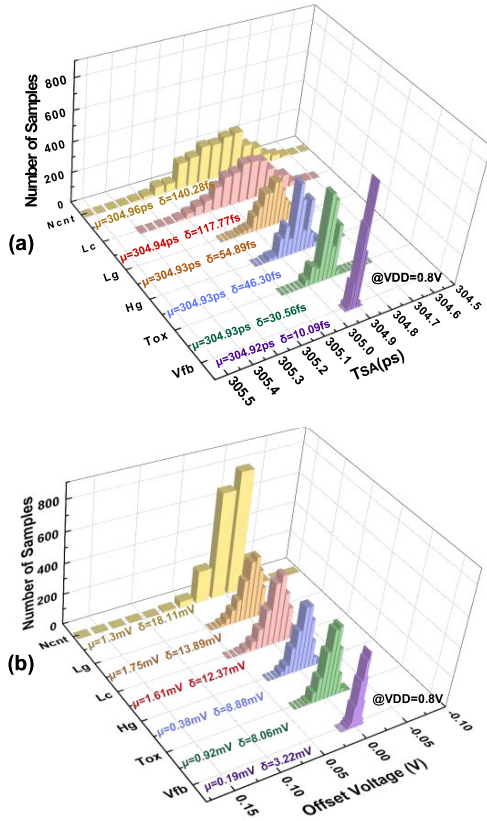 800
600
400
200
0
Number of Samples
Ncnt
Lc
Lg
Hg
Tox
Vfb
μ=304.96ps δ=140.28fs
μ=304.94ps δ=117.77fs
μ=304.93ps δ=54.89fs
μ=304.93ps δ=46.30fs
μ=304.93ps δ=30.56fs
μ=304.92ps δ=10.09fs
@VDD=0.8V
305.5
305.4
305.3
305.2
305.1
305.0
304.9
304.8
304.7
304.6
304.5
TSA(ps)
(a)
800
600
400
200
0
Number of Samples
Ncnt
Lg
Lc
Hg
Tox
Vfb
μ=1.3mV δ=18.11mV
μ=1.75mV δ=13.89mV
μ=1.61mV δ=12.37mV
μ=0.38mV δ=8.88mV
μ=0.92mV δ=8.06mV
μ=0.19mV δ=3.22mV
@VDD=0.8V
0.15
0.10
0.05
0.00
-0.05
-0.10
Offset Voltage (V)
(b)